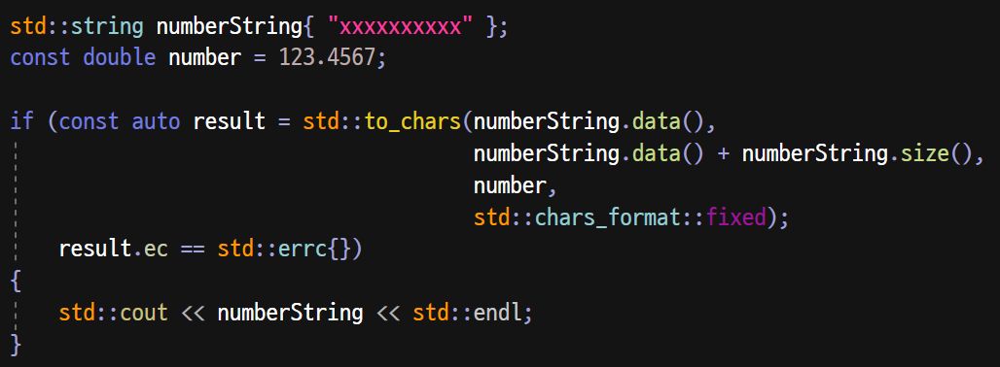 std::string numberString{ "xxxxxxxxxx" };
const double number = 123.4567;
if (const auto result = std::to_chars(numberString.data(),
numberString.data() + numberString.size(),
number,
std::chars_format::fixed);
result.ec == std::errc{})
{
std::cout << numberString << std::endl;
}